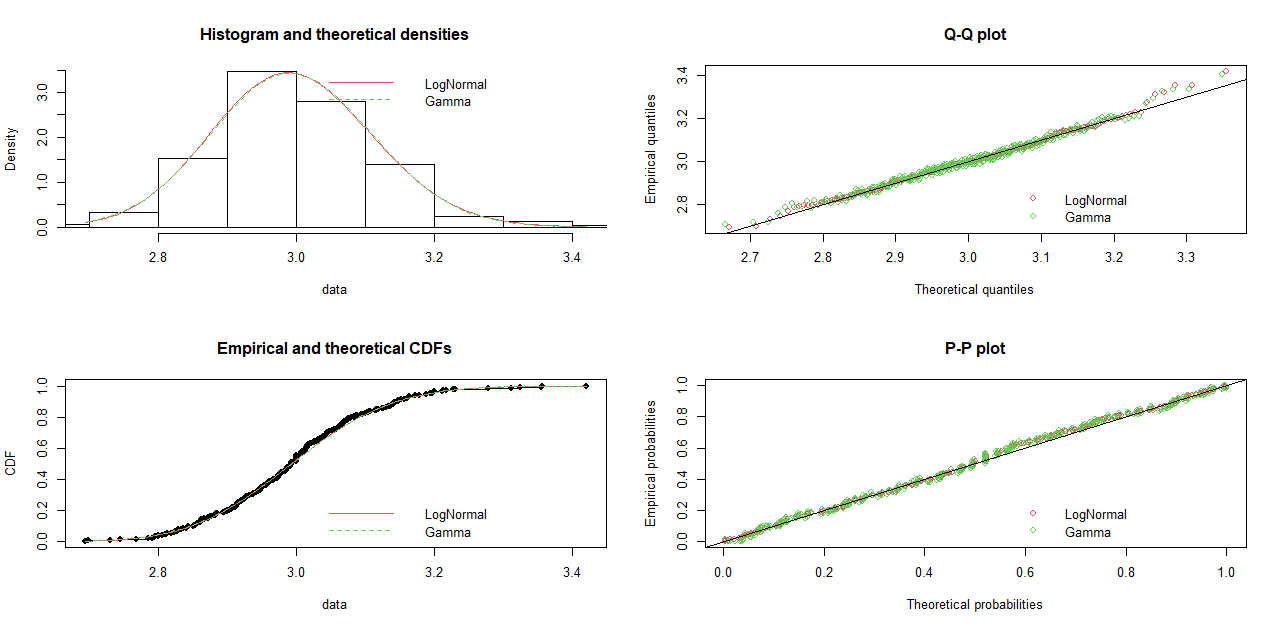 Histogram and theoretical densities
Density
0.0 1.0 2.0 3.0
LogNormal
Gamma
2.8 3.0 3.2 3.4
data
Q-Q plot
Empirical quantiles
2.8 3.0 3.2 3.4
LogNormal
Gamma
2.7 2.8 2.9 3.0 3.1 3.2 3.3
Theoretical quantiles
Empirical and theoretical CDFs
CDF
0.0 0.2 0.4 0.6 0.8 1.0
LogNormal
Gamma
2.8 3.0 3.2 3.4
data
P-P plot
Empirical probabilities
0.0 0.2 0.4 0.6 0.8 1.0
LogNormal
Gamma
0.0 0.2 0.4 0.6 0.8 1.0
Theoretical probabilities